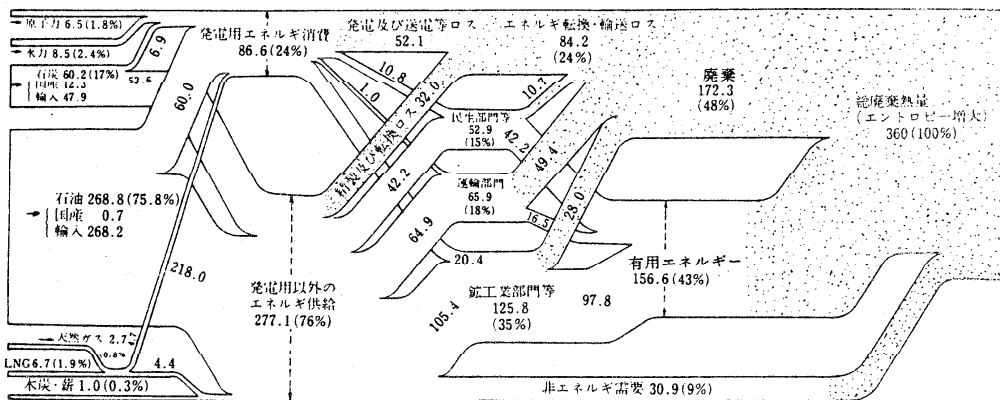 原子力 6.5(1.8%)
水力 8.5(2.4%)
6.9
石炭 60.2(17%)
国産 12.3
輸入 47.9
53.6
60.0
石油 268.8(75.8%)
国産 0.7
輸入 268.2
218.0
天然ガス 2.7
4.7
LNG 6.7(1.9%)
4.4
木炭・薪 1.0(0.3%)
発電用エネルギ消費
86.6(24%)
発電用以外の
エネルギ供給
277.1(76%)
発電及び送電等ロス
52.1
10.8
1.0
精製及び転換ロス 32.0
エネルギ転換・輸送ロス
84.2
(24%)
10.7
民生部門等
52.9
(15%)
42.2
42.2
運輸部門
65.9
(18%)
49.4
16.5
64.9
28.0
20.4
鉱工業部門等
125.8
(35%)
105.4
97.8
廃棄
172.3
(48%)
総廃棄熱量
(エントロピー増大)
360(100%)
有用エネルギー
156.6(43%)
非エネルギ需要 30.9(9%)